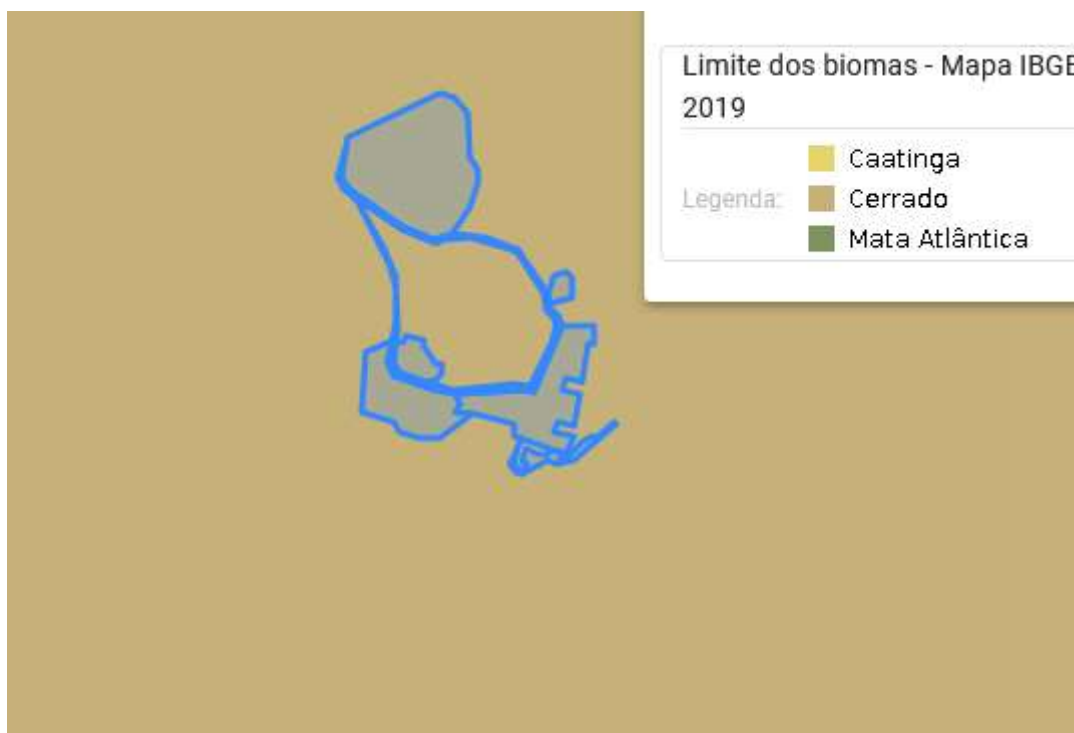 Limite dos biomas - Mapa IBGE
2019
Legenda:
Caatinga
Cerrado
Mata Atlântica